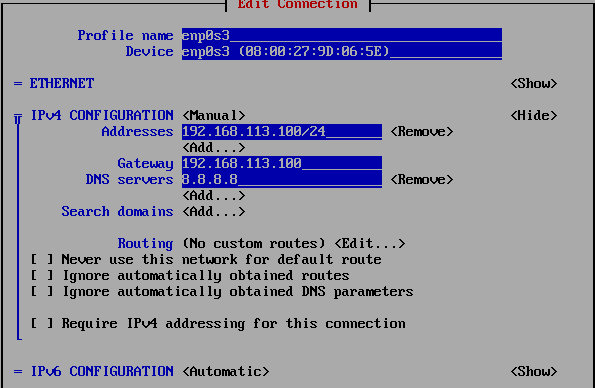 Edit Connection
Profile name enp0s3
Device enp0s3 (08:00:27:9D:06:5E)
= ETHERNET <Show>
IPv4 CONFIGURATION <Manual> <Hide>
Addresses 192.168.113.100/24 <Remove>
<Add...>
Gateway 192.168.113.100
DNS servers 8.8.8.8 <Remove>
<Add...>
Search domains <Add...>
Routing (No custom routes) <Edit...>
[ ] Never use this network for default route
[ ] Ignore automatically obtained routes
[ ] Ignore automatically obtained DNS parameters
[ ] Require IPv4 addressing for this connection
= IPv6 CONFIGURATION <Automatic> <Show>